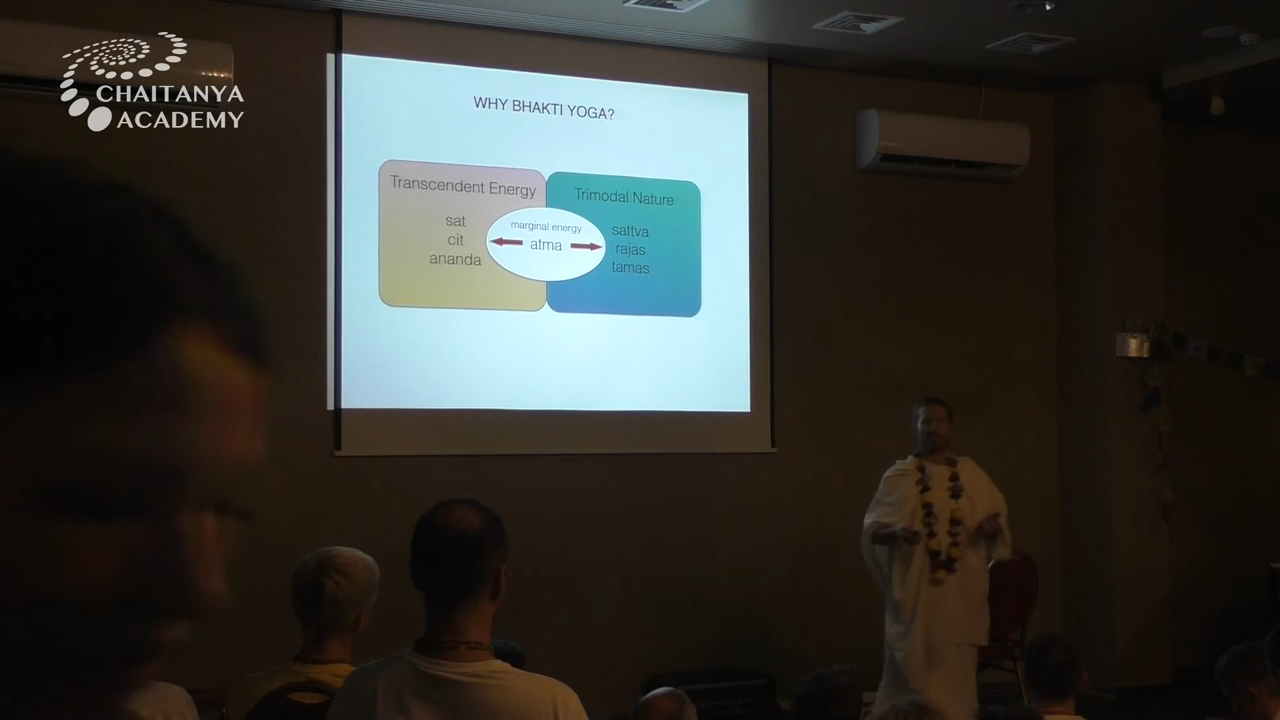 CHAITANYA
ACADEMY
WHY BHAKTI YOGA?
Transcendent Energy
sat
cit
ananda
marginal energy
atma
Trimodal Nature
sattva
rajas
tamas